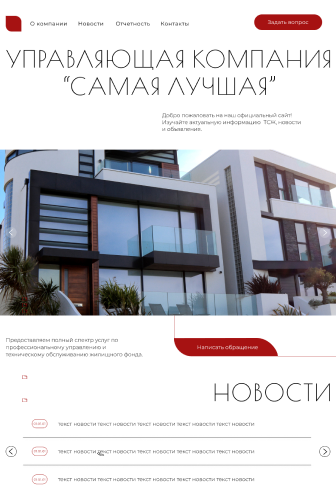 О компании Новости Отчетность Контакты Задать вопрос
УПРАВЛЯЮЩАЯ КОМПАНИЯ
“САМАЯ ЛУЧШАЯ”
Добро пожаловать на наш официальный сайт!
Изучайте актуальную информацию ТСЖ, новости
и объявления.
Предоставляем полный спектр услуг по
профессиональному управлению и
техническому обслуживанию жилищного фонда.
Написать обращение
НОВОСТИ
текст новости текст новости текст новости текст новости текст новости
текст новости текст новости текст новости текст новости текст новости
текст новости текст новости текст новости текст новости текст новости